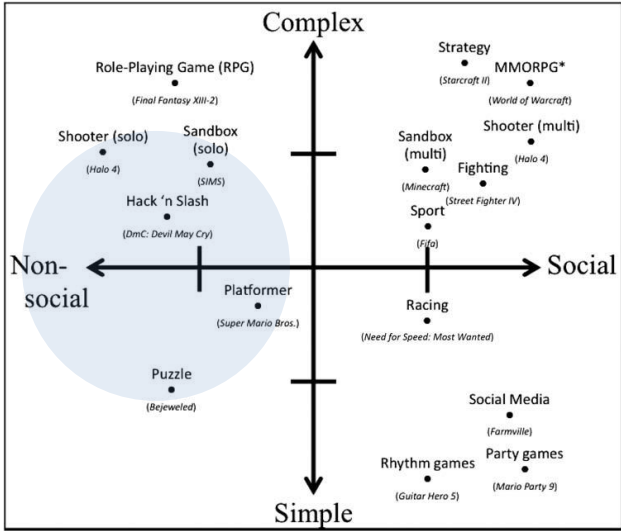 Complex
Strategy
(Starcraft II)
Role-Playing Game (RPG)
(Final Fantasy XIII-2)
MMORPG*
(World of Warcraft)
Shooter (solo)
(Halo 4)
Sandbox
(solo)
(SIMS)
Sandbox
(multi)
(Minecraft)
Shooter (multi)
(Halo 4)
Fighting
(Street Fighter IV)
Hack 'n Slash
(DmC: Devil May Cry)
Sport
(Fifa)
Non-
social
Social
Platformer
(Super Mario Bros.)
Racing
(Need for Speed: Most Wanted)
Puzzle
(Bejeweled)
Social Media
(Farmville)
Rhythm games
(Guitar Hero 5)
Party games
(Mario Party 9)
Simple